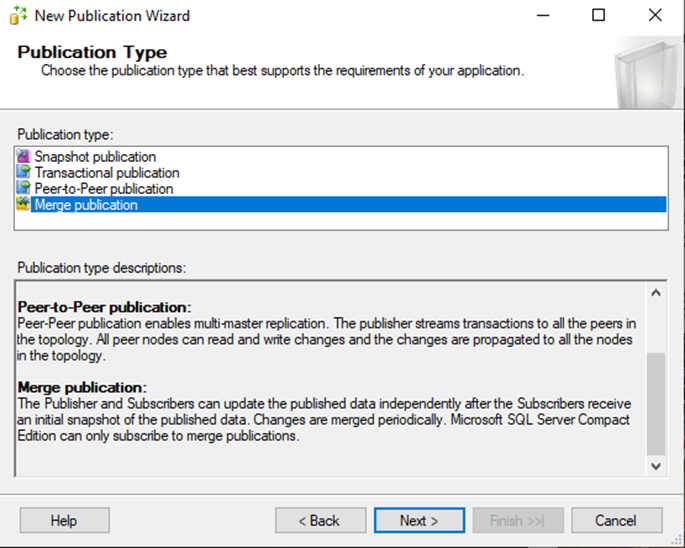 New Publication Wizard
Publication Type
Choose the publication type that best supports the requirements of your application.
Publication type:
Snapshot publication
Transactional publication
Peer-to-Peer publication
Merge publication
Publication type descriptions:
Peer-to-Peer publication:
Peer-Peer publication enables multi-master replication. The publisher streams transactions to all the peers in
the topology. All peer nodes can read and write changes and the changes are propagated to all the nodes
in the topology.
Merge publication:
The Publisher and Subscribers can update the published data independently after the Subscribers receive
an initial snapshot of the published data. Changes are merged periodically. Microsoft SQL Server Compact
Edition can only subscribe to merge publications.
Help
< Back
Next >
Finish >>|
Cancel